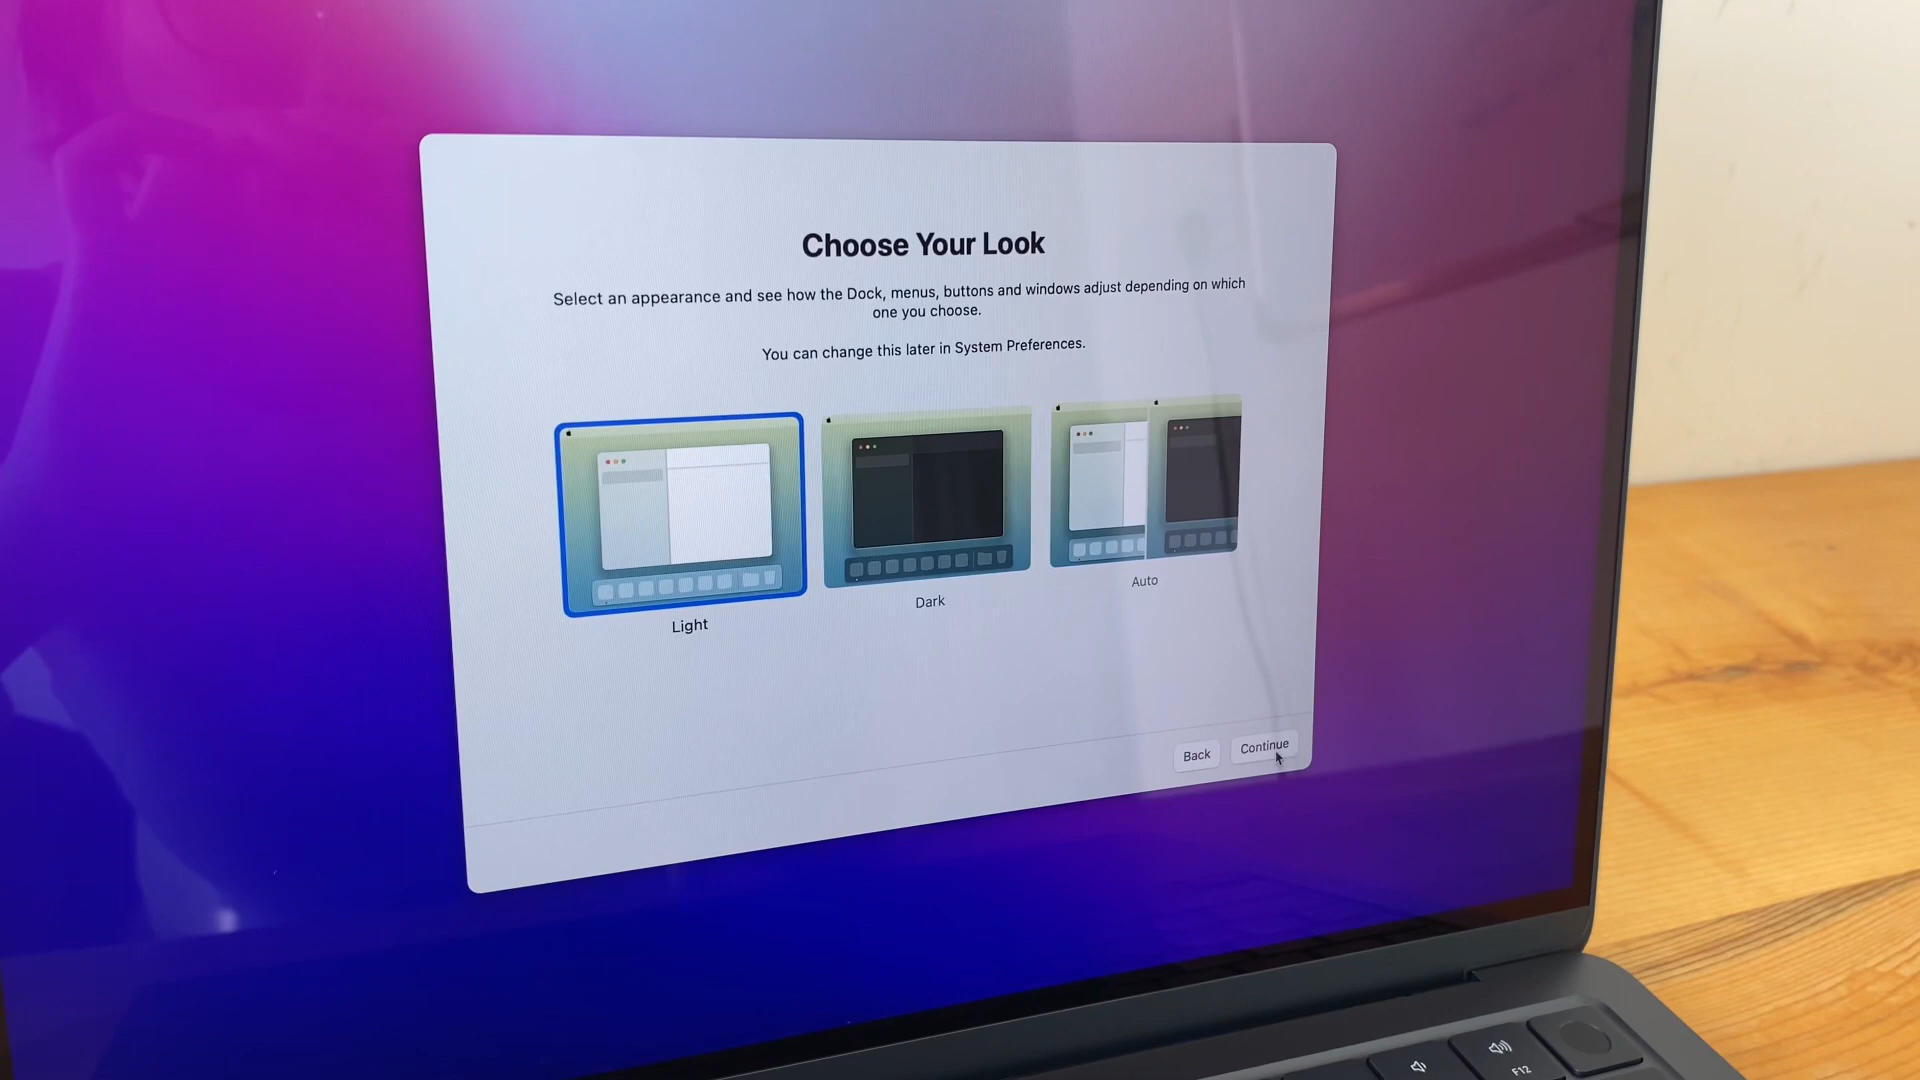 Choose Your Look
Select an appearance and see how the Dock, menus, buttons and windows adjust depending on which
one you choose.
You can change this later in System Preferences.
Light
Dark
Auto
Back
Continue
F12